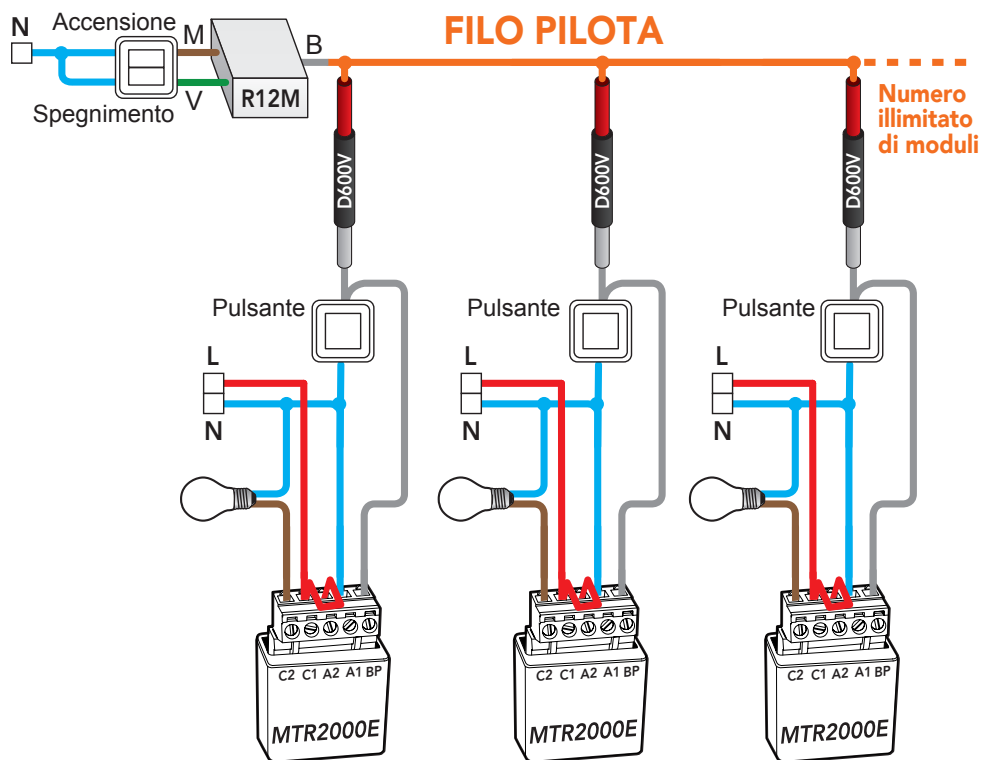 N
Accensione
M
B
FILO PILOTA
R12M
Spegnimento
V
Numero
illimitato
di moduli
D600V
D600V
D600V
Pulsante
Pulsante
Pulsante
L
L
L
N
N
N
C2 C1 A2 A1 BP
C2 C1 A2 A1 BP
C2 C1 A2 A1 BP
MTR2000E
MTR2000E
MTR2000E